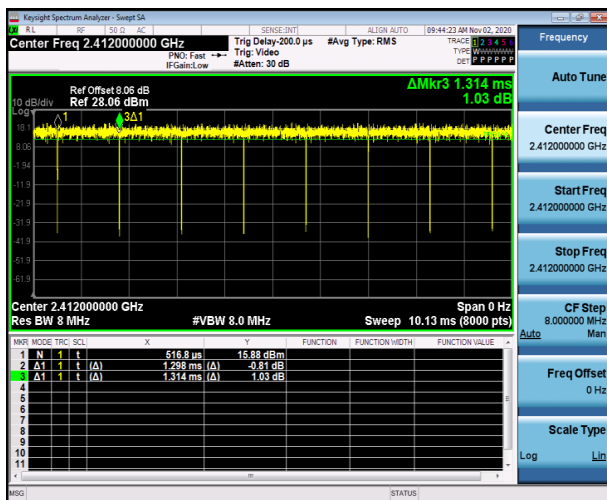 Keysight Spectrum Analyzer - Swept SA
RL RF 50 Ω AC SENSE:INT ALIGN AUTO 09:44:23 AM Nov 02, 2020
Center Freq 2.412000000 GHz
PNO: Fast
IFGain:Low
Trig Delay-200.0 µs
Trig: Video
#Atten: 30 dB
#Avg Type: RMS
TRACE 1 2 3 4 5 6
TYPE W
DET P P P P P P
Ref Offset 8.06 dB
Ref 28.06 dBm
10 dB/div
Log
ΔMkr3 1.314 ms
1.03 dB
1
3Δ1
18.1
8.06
-1.94
-11.9
-21.9
-31.9
-41.9
-51.9
-61.9
Center 2.412000000 GHz Span 0 Hz
Res BW 8 MHz #VBW 8.0 MHz Sweep 10.13 ms (8000 pts)
MKR MODE TRC SCL X Y FUNCTION FUNCTION WIDTH FUNCTION VALUE
1 N 1 t 516.8 µs 15.88 dBm
2 Δ1 1 t (Δ) 1.298 ms (Δ) -0.81 dB
3 Δ1 1 t (Δ) 1.314 ms (Δ) 1.03 dB
4
5
6
7
8
9
10
11
MSG STATUS
Frequency
Auto Tune
Center Freq
2.412000000 GHz
Start Freq
2.412000000 GHz
Stop Freq
2.412000000 GHz
CF Step
8.000000 MHz
Auto Man
Freq Offset
0 Hz
Scale Type
Log Lin